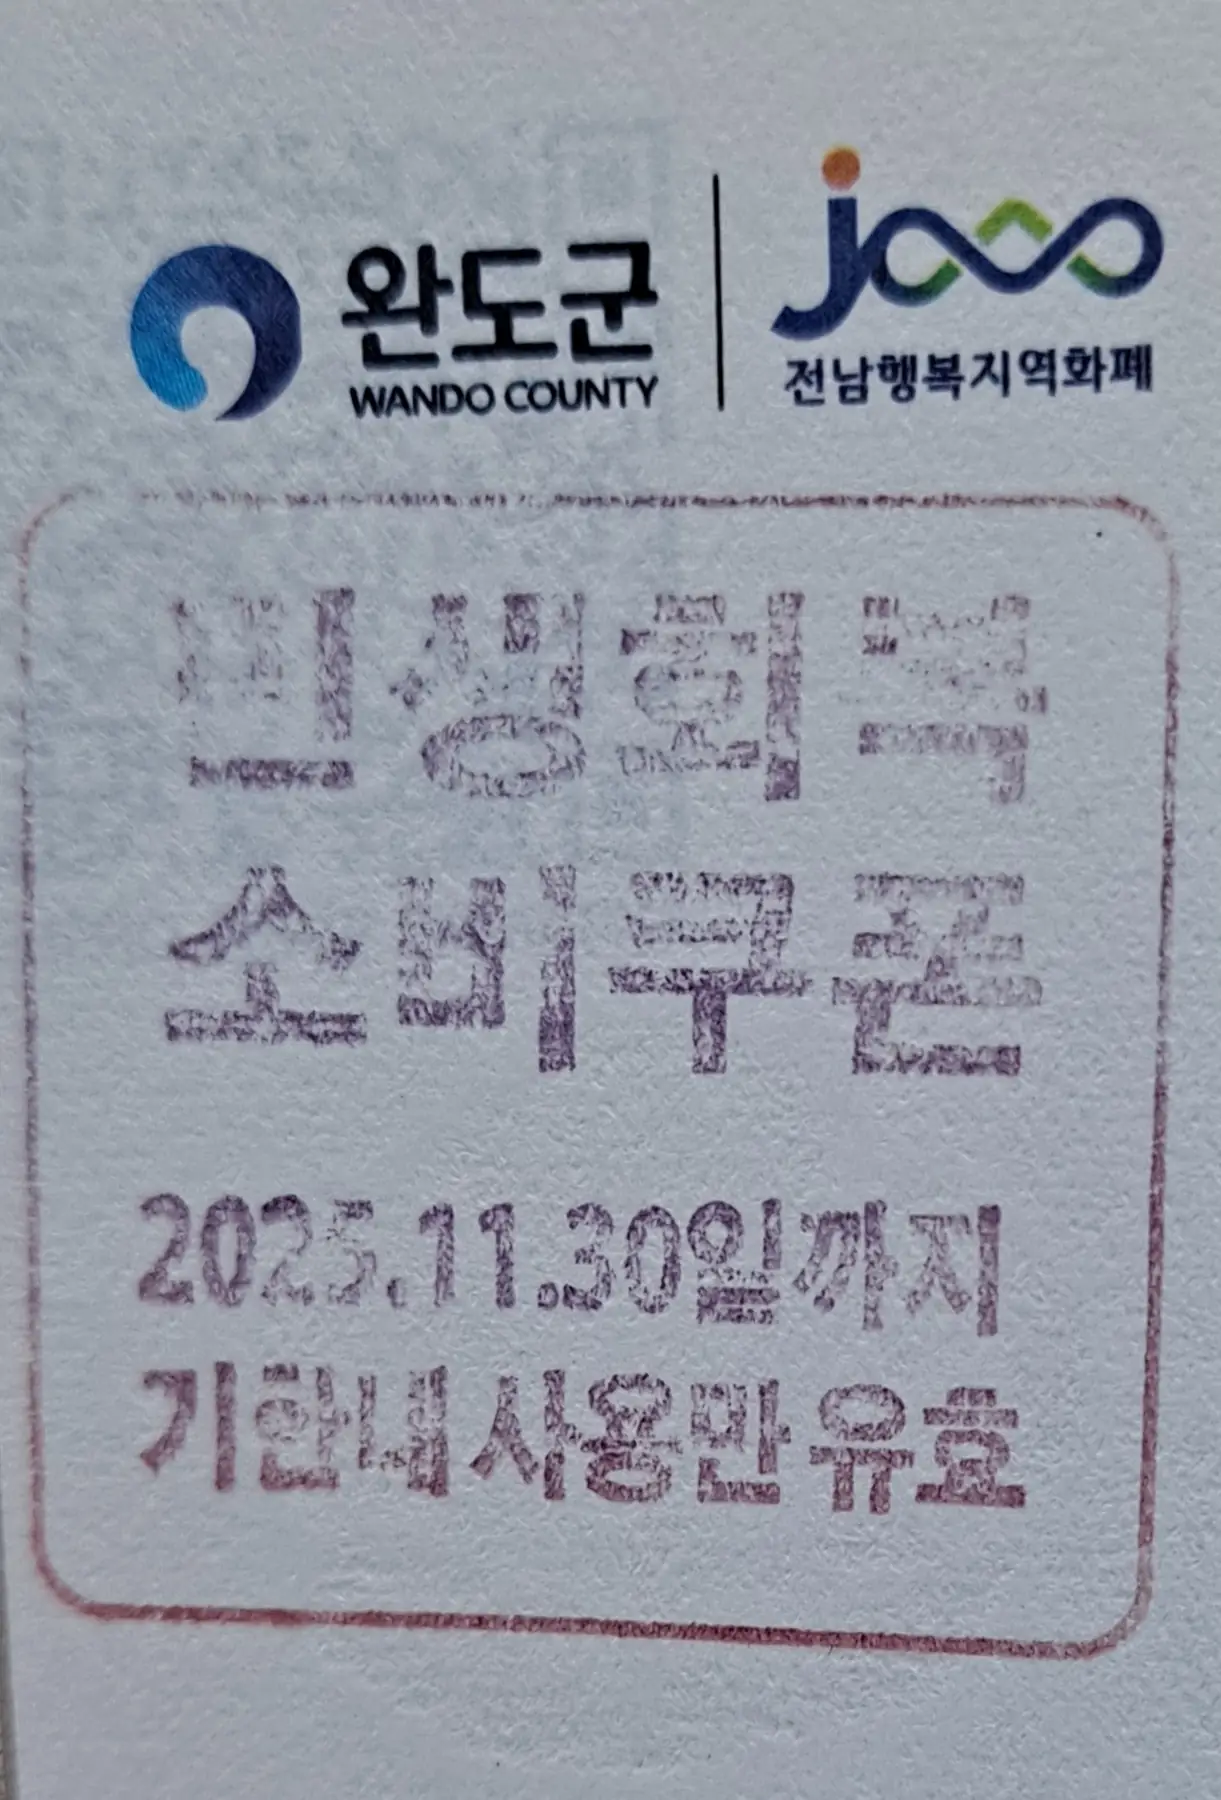 완도군
WANDO COUNTY
전남행복지역화폐
민생회복
소비쿠폰
2025.11.30일까지
기한내 사용만 유효